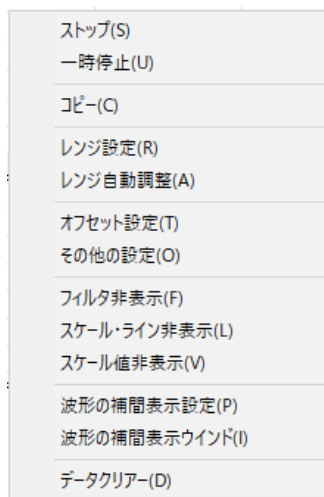 ストップ(S)
一時停止(U)
コピー(C)
レンジ設定(R)
レンジ自動調整(A)
オフセット設定(T)
その他の設定(O)
フィルタ非表示(F)
スケール・ライン非表示(L)
スケール値非表示(V)
波形の補間表示設定(P)
波形の補間表示ウインド(I)
データクリアー(D)